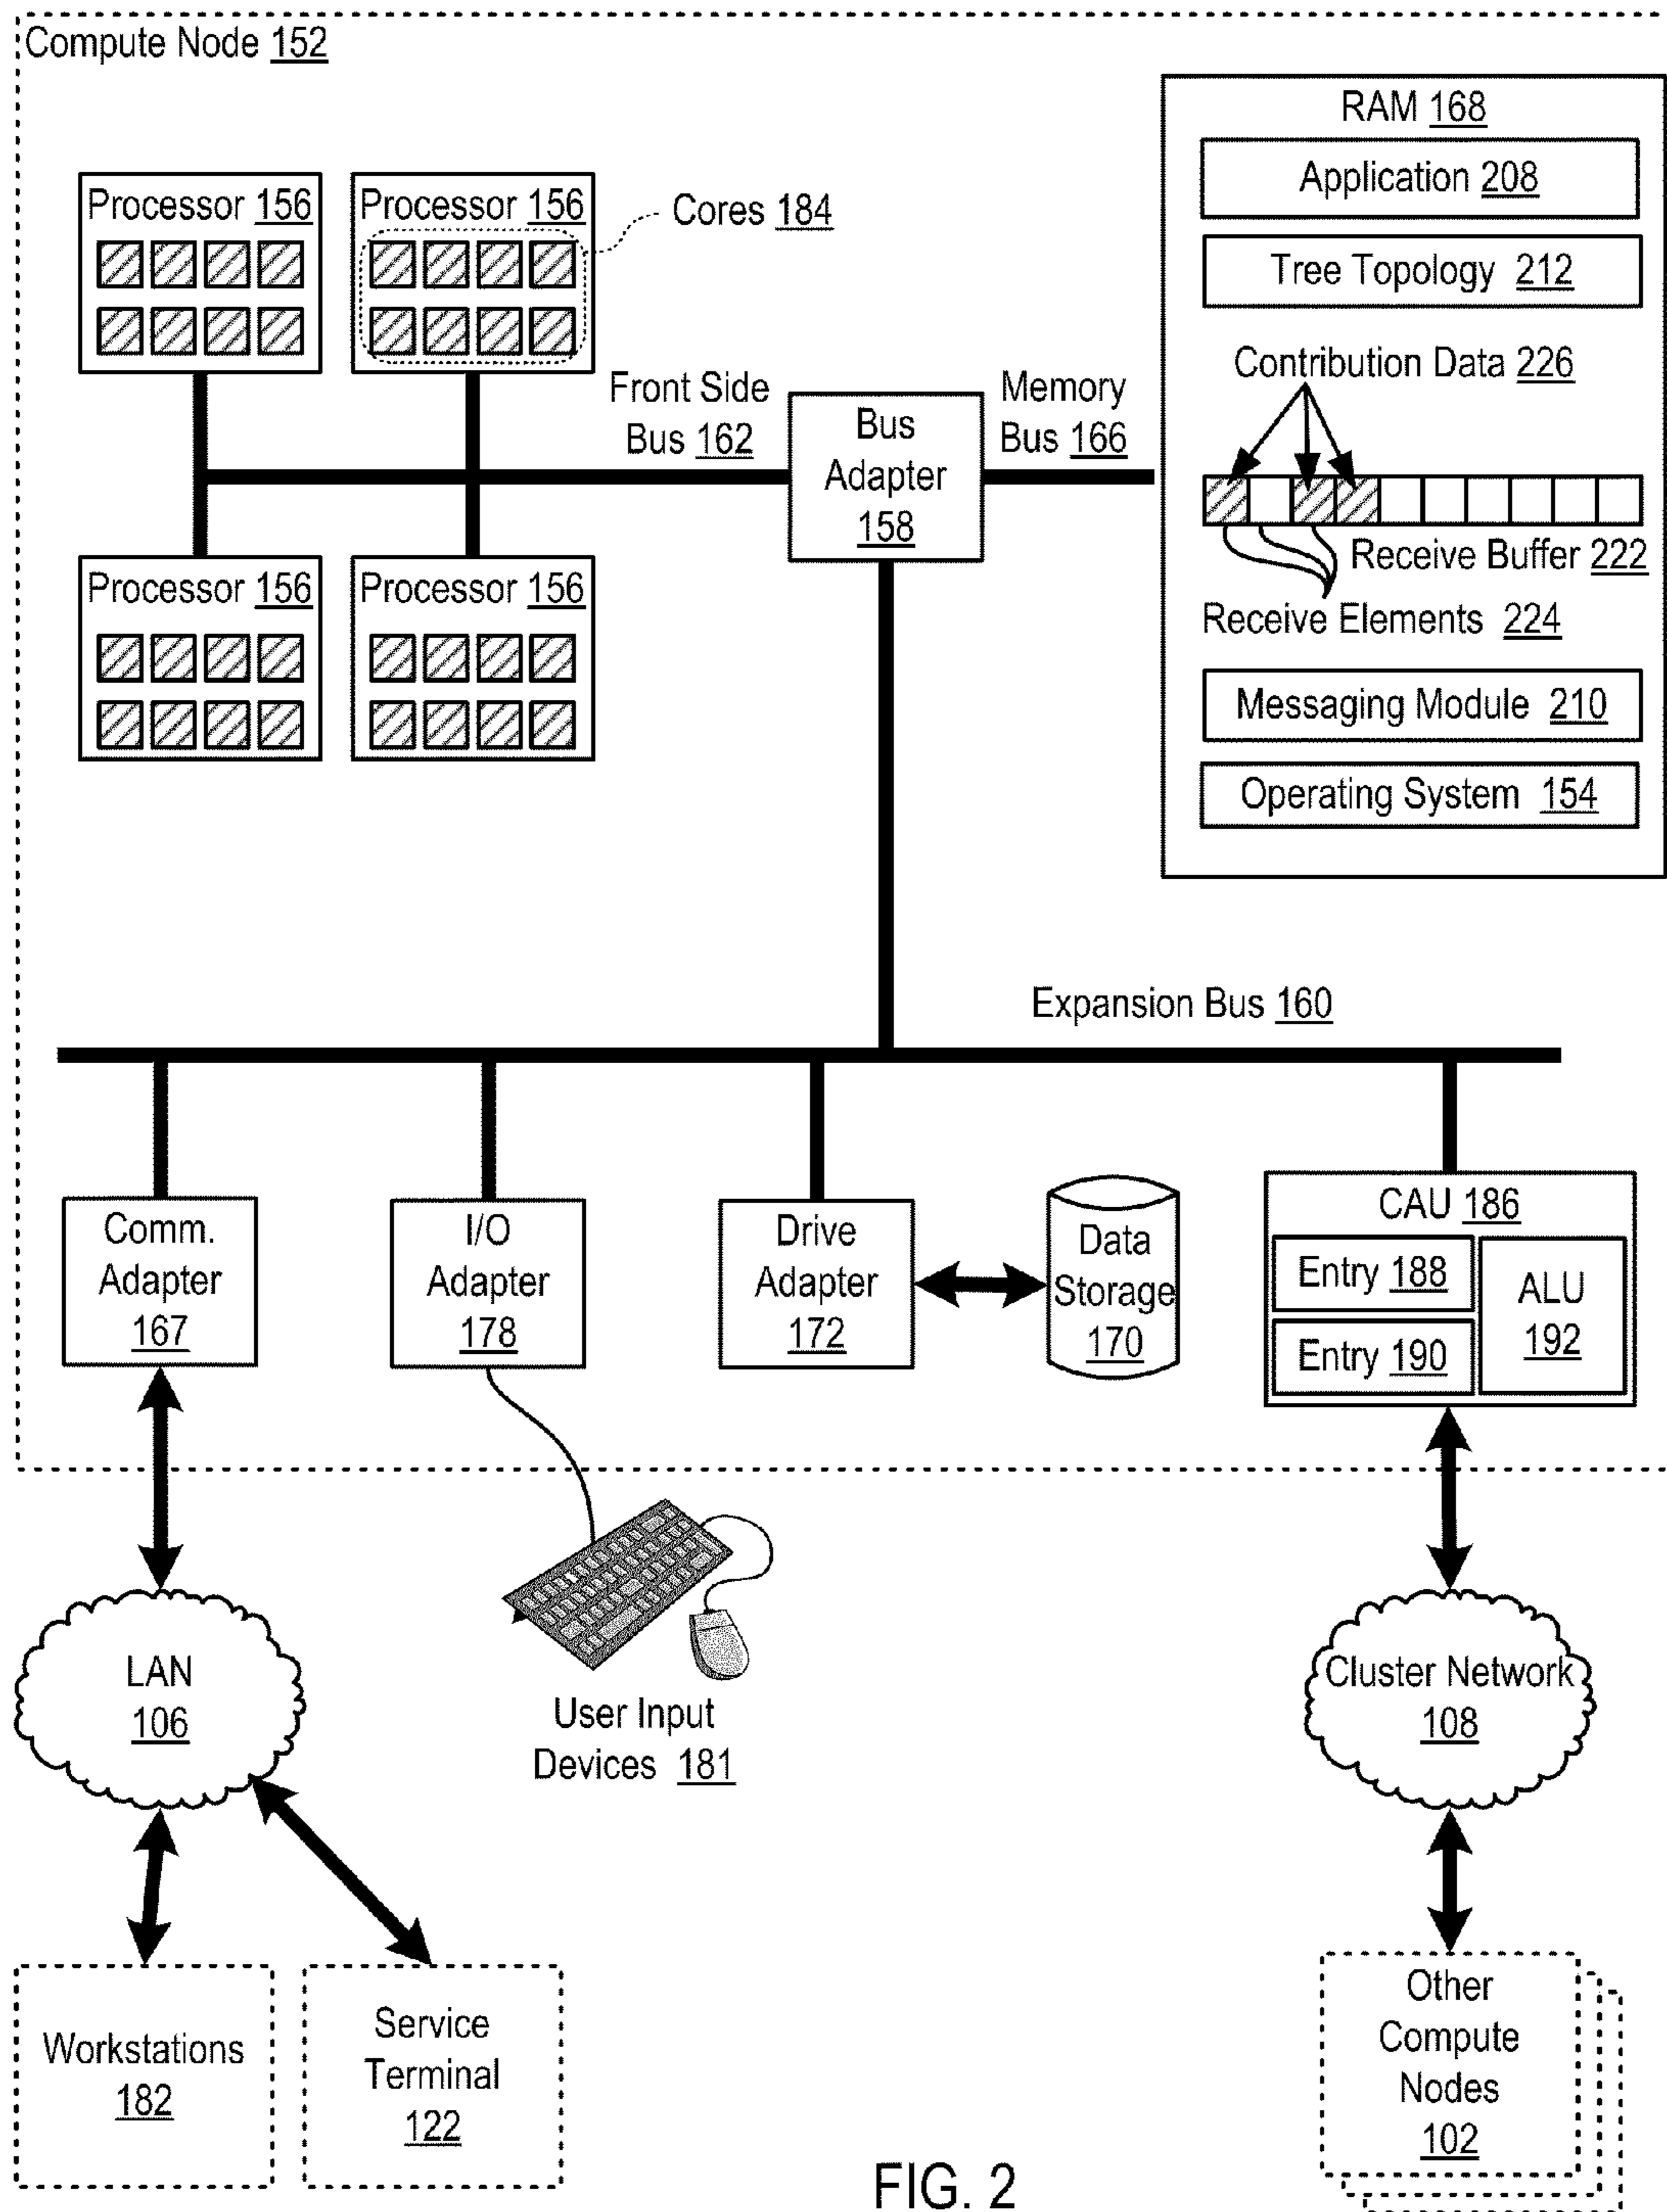 Compute Node 152
RAM 168
Application 208
Tree Topology 212
Contribution Data 226
Receive Buffer 222
Receive Elements 224
Messaging Module 210
Operating System 154
Processor 156
Processor 156
Cores 184
Processor 156
Processor 156
Front Side
Bus 162
Bus
Adapter
158
Memory
Bus 166
Expansion Bus 160
Comm.
Adapter
167
I/O
Adapter
178
Drive
Adapter
172
Data
Storage
170
CAU 186
Entry 188
Entry 190
ALU
192
LAN
106
User Input
Devices 181
Cluster Network
108
Workstations
182
Service
Terminal
122
Other
Compute
Nodes
102
FIG. 2